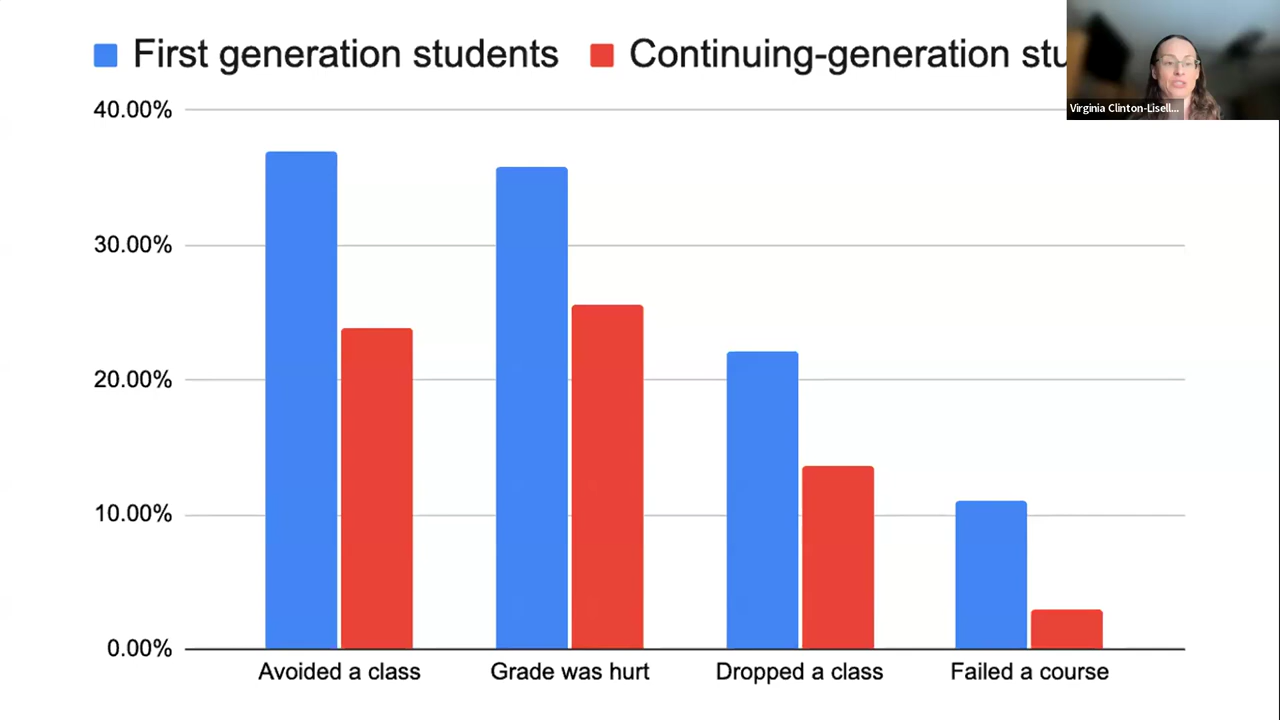 First generation students Continuing-generation stu
Virginia Clinton-Lisell...
40.00%
30.00%
20.00%
10.00%
0.00%
Avoided a class Grade was hurt Dropped a class Failed a course